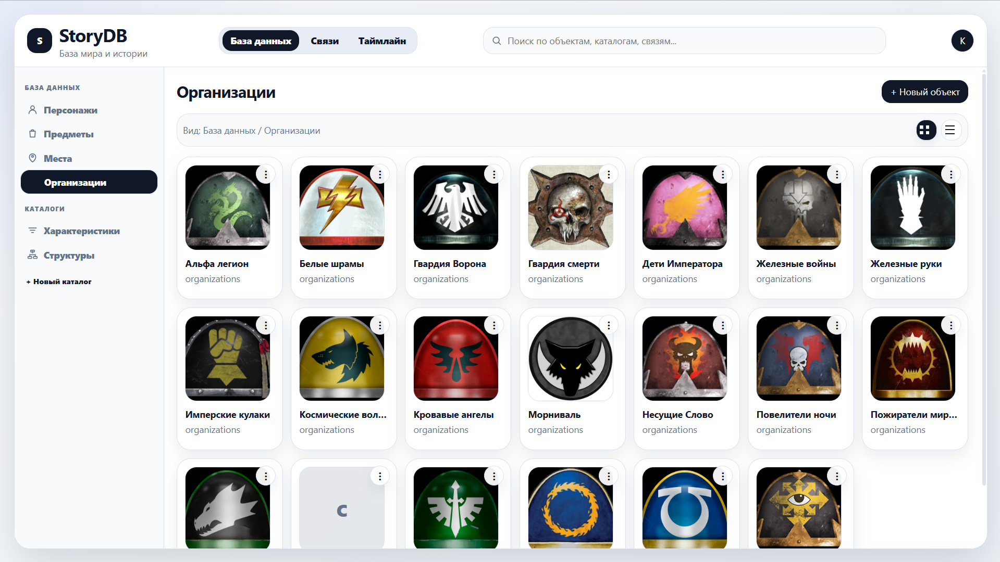 S
StoryDB
База мира и истории
База данных
Связи
Таймлайн
Поиск по объектам, каталогам, связям...
K
БАЗА ДАННЫХ
Персонажи
Предметы
Места
Организации
КАТАЛОГИ
Характеристики
Структуры
+ Новый каталог
Организации
+ Новый объект
Вид: База данных / Организации
Альфа легион
organizations
Белые шрамы
organizations
Гвардия Ворона
organizations
Гвардия смерти
organizations
Дети Императора
organizations
Железные войны
organizations
Железные руки
organizations
Имперские кулаки
organizations
Космические вол...
organizations
Кровавые ангелы
organizations
Морниваль
organizations
Несущие Слово
organizations
Повелители ночи
organizations
Пожиратели мир...
organizations
С